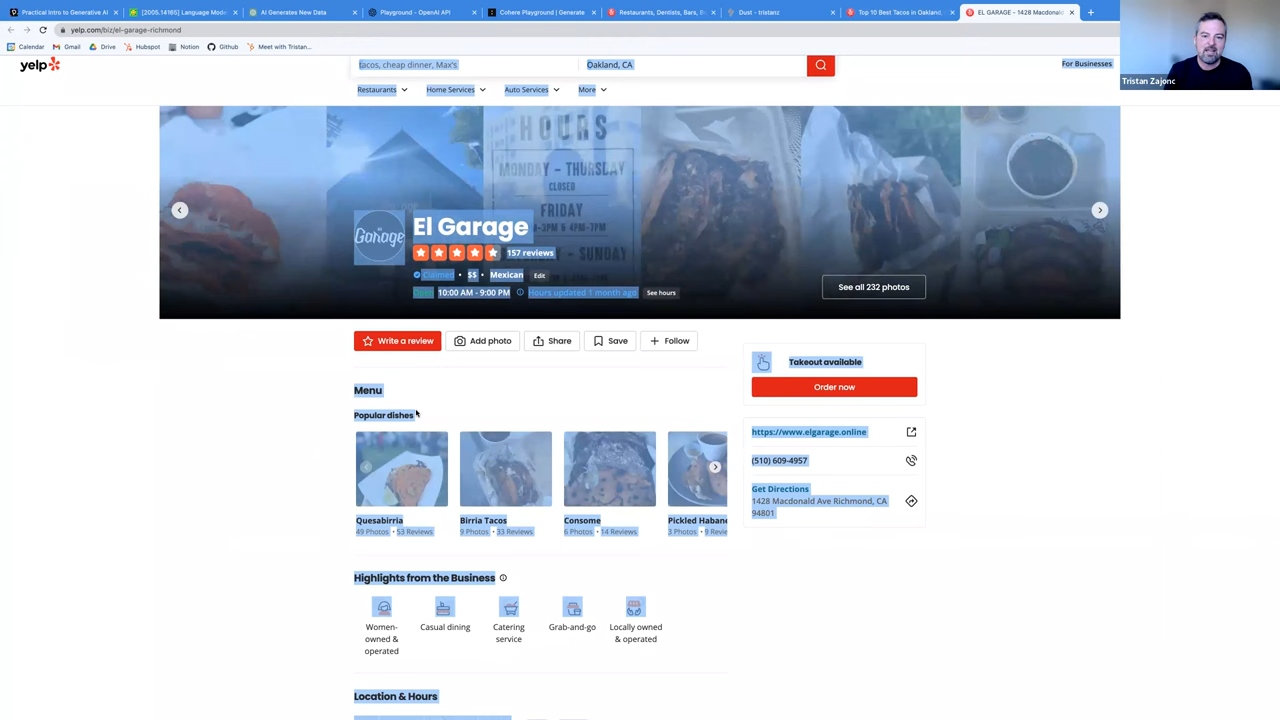 Practical Intro to Generative AI
[2005.14165] Language Mode
AI Generates New Data
Playground - OpenAI API
Cohere Playground | Generate
Restaurants, Dentists, Bars, B
Dust - tristanz
Top 10 Best Tacos in Oakland,
EL GARAGE - 1428 Macdonald
yelp.com/biz/el-garage-richmond
Calendar
Gmail
Drive
Hubspot
Notion
Github
Meet with Tristan...
Tristan Zajonc
yelp
tacos, cheap dinner, Max's
Oakland, CA
For Businesses
Restaurants
Home Services
Auto Services
More
HOURS
MONDAY - THURSDAY
CLOSED
FRIDAY
-3PM & 4PM-7PM
- SUNDAY
Garage
El Garage
157 reviews
Claimed • $$ • Mexican Edit
Open 10:00 AM - 9:00 PM Hours updated 1 month ago See hours
See all 232 photos
Write a review
Add photo
Share
Save
Follow
Takeout available
Order now
Menu
Popular dishes
https://www.elgarage.online
(510) 609-4957
Get Directions
1428 Macdonald Ave Richmond, CA
94801
Quesabirria
49 Photos • 53 Reviews
Birria Tacos
9 Photos • 33 Reviews
Consome
6 Photos • 14 Reviews
Pickled Habane
3 Photos • 9 Revie
Highlights from the Business
Women-
owned &
operated
Casual dining
Catering
service
Grab-and-go
Locally owned
& operated
Location & Hours